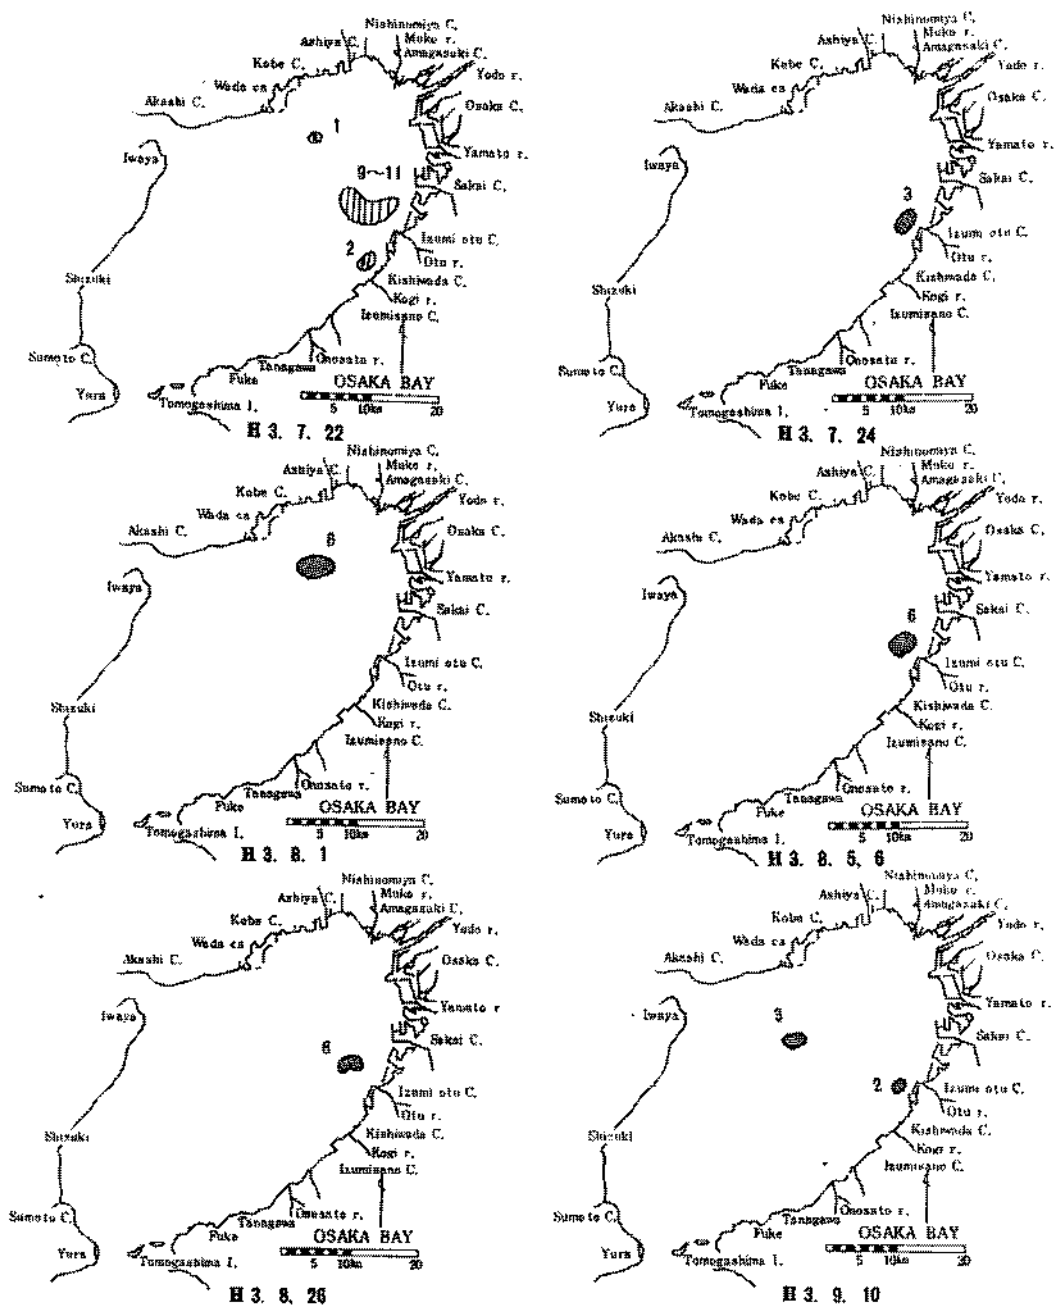 Nishinomiya C.
Ashiya C.
Muko r.
Amagasaki C.
Kobe C.
Yodo r.
Wada ca
Akashi C.
Osaka C.
1
Iwaya
Yamato r.
9～11
Sakai C.
2
Izumi otu C.
Otu r.
Shizuki
Kishiwada C.
Kogi r.
Izumisano C.
Sumoto C.
Onosato r.
Tanagawa
Fuke
Yura
OSAKA BAY
Tomogashima I.
5 10km 20
H 3. 7. 22
Nishinomiya C.
Ashiya C.
Muko r.
Amagasaki C.
Kobe C.
Yodo r.
Wada ca
Akashi C.
Osaka C.
Iwaya
Yamato r.
3
Sakai C.
Izumi otu C.
Otu r.
Kishiwada C.
Shizuki
Kogi r.
Izumisano C.
Sumoto C.
Onosato r.
Tanagawa
Fuke
Yura
OSAKA BAY
Tomogashima I.
5 10km 20
H 3. 7. 24
Nishinomiya C.
Ashiya C.
Muko r.
Amagasaki C.
Kobe C.
Yodo r.
Wada ca
Akashi C.
Osaka C.
Iwaya
Yamato r.
Sakai C.
Izumi otu C.
Otu r.
Shizuki
Kishiwada C.
Kogi r.
Izumisano C.
Sumoto C.
Onosato r.
Tanagawa
Fuke
Yura
OSAKA BAY
Tomogashima I.
5 10km 20
H 3. 8. 1
Nishinomiya C.
Ashiya C.
Muko r.
Amagasaki C.
Kobe C.
Yodo r.
Wada ca
Akashi C.
Osaka C.
Iwaya
Yamato r.
Sakai C.
6
Izumi otu C.
Otu r.
Kishiwada C.
Shizuki
Kogi r.
Izumisano C.
Sumoto C.
Onosato r.
Tanagawa
Fuke
Yura
OSAKA BAY
Tomogashima I.
5 10km 20
H 3. 8. 5, 6
Nishinomiya C.
Ashiya C.
Muko r.
Amagasaki C.
Kobe C.
Yodo r.
Wada ca
Akashi C.
Osaka C.
Iwaya
Yamato r
Sakai C.
6
Izumi otu C.
Otu r.
Shizuki
Kishiwada C.
Kogi r.
Izumisano C.
Sumoto C.
Onosato r.
Tanagawa
Fuke
Yura
OSAKA BAY
Tomogashima I.
5 10km 20
H 3. 8. 26
Nishinomiya C.
Ashiya C.
Muko r.
Amagasaki C.
Kobe C.
Yodo r.
Wada ca
Akashi C.
Osaka C.
Iwaya
Yamato r.
3
Sakai C.
2
Izumi otu C.
Otu r.
Shizuki
Kishiwada C.
Kogi r.
Izumisano C.
Sumoto C.
Onosato r.
Tanagawa
Fuke
Yura
OSAKA BAY
Tomogashima I.
5 10km 20
H 3. 9. 10